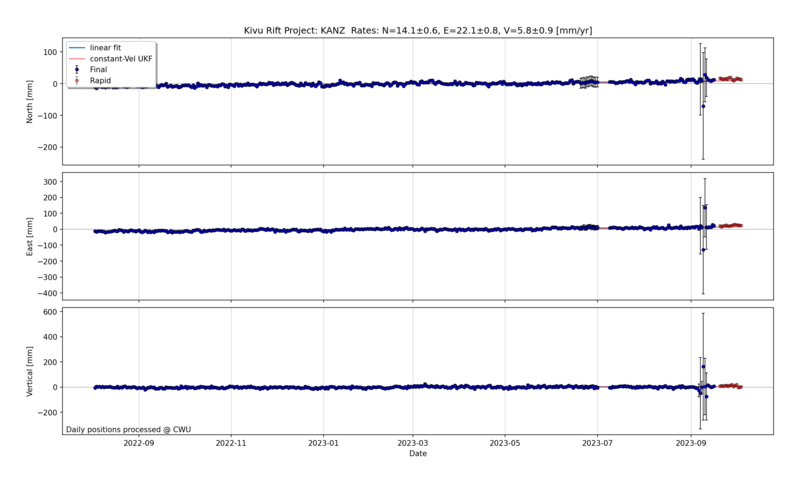 Kivu Rift Project: KANZ  Rates: N=14.1±0.6, E=22.1±0.8, V=5.8±0.9 [mm/yr]
linear fit
constant-Vel UKF
Final
Rapid
100
0
−100
−200
North [mm]
300
200
100
0
−100
−200
−300
−400
East [mm]
600
400
200
0
−200
Vertical [mm]
Daily positions processed @ CWU
2022-09
2022-11
2023-01
2023-03
2023-05
2023-07
2023-09
Date